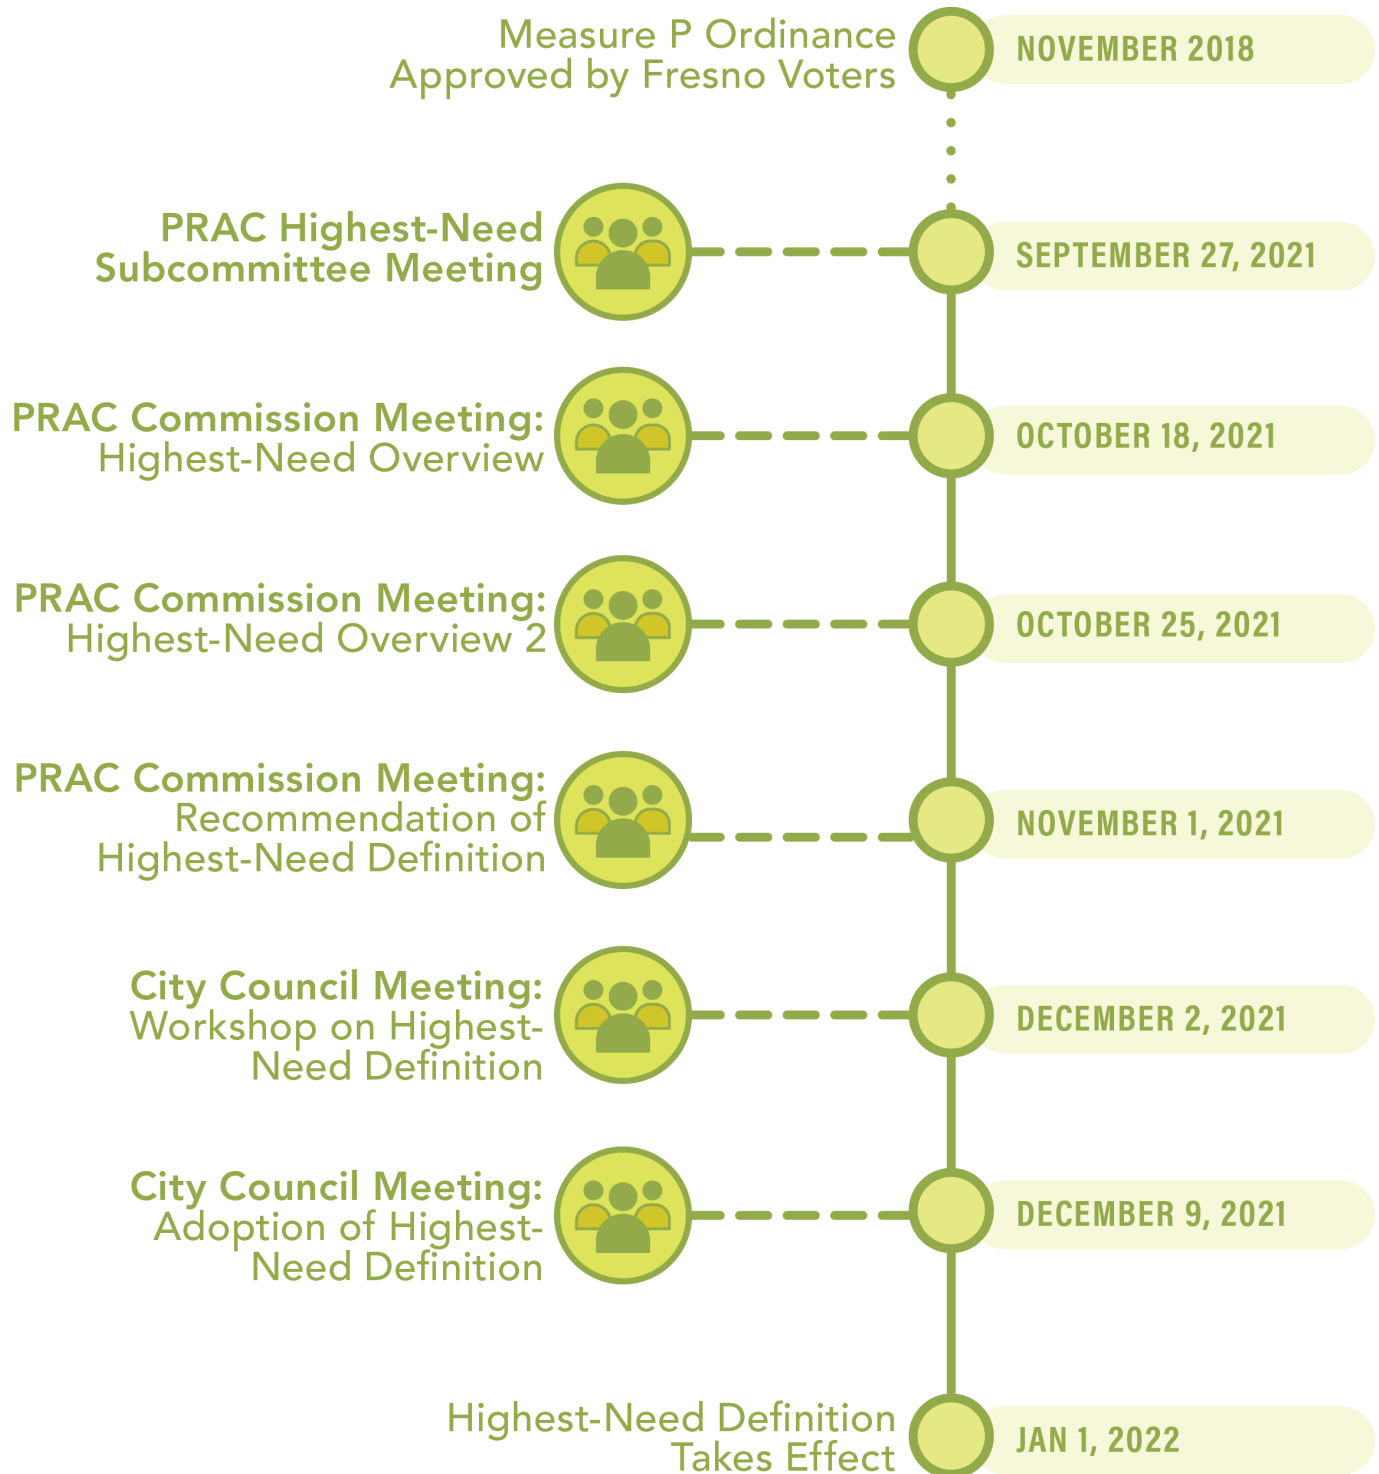 Measure P Ordinance
Approved by Fresno Voters
NOVEMBER 2018
PRAC Highest-Need
Subcommittee Meeting
SEPTEMBER 27, 2021
PRAC Commission Meeting:
Highest-Need Overview
OCTOBER 18, 2021
PRAC Commission Meeting:
Highest-Need Overview 2
OCTOBER 25, 2021
PRAC Commission Meeting:
Recommendation of
Highest-Need Definition
NOVEMBER 1, 2021
City Council Meeting:
Workshop on Highest-
Need Definition
DECEMBER 2, 2021
City Council Meeting:
Adoption of Highest-
Need Definition
DECEMBER 9, 2021
Highest-Need Definition
Takes Effect
JAN 1, 2022